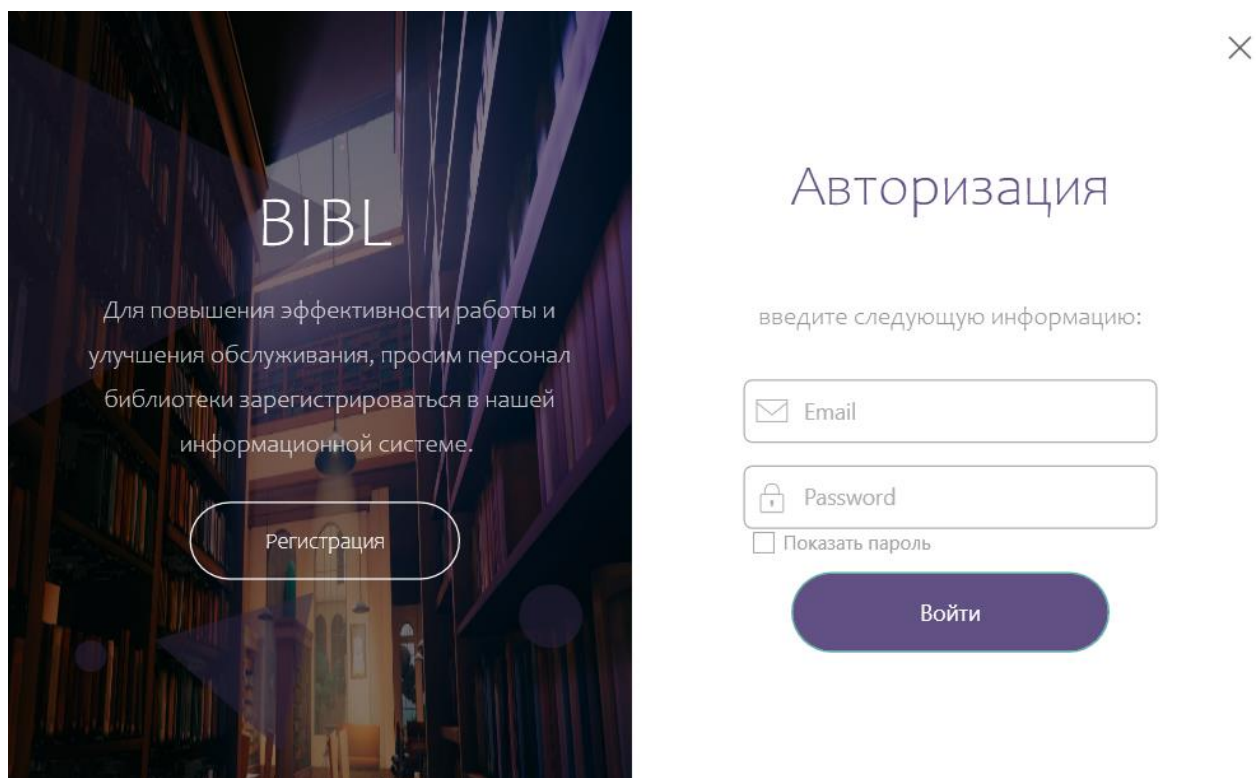 BIBL
Для повышения эффективности работы и
улучшения обслуживания, просим персонал
библиотеки зарегистрироваться в нашей
информационной системе.
Регистрация
Авторизация
введите следующую информацию:
Email
Password
Показать пароль
Войти